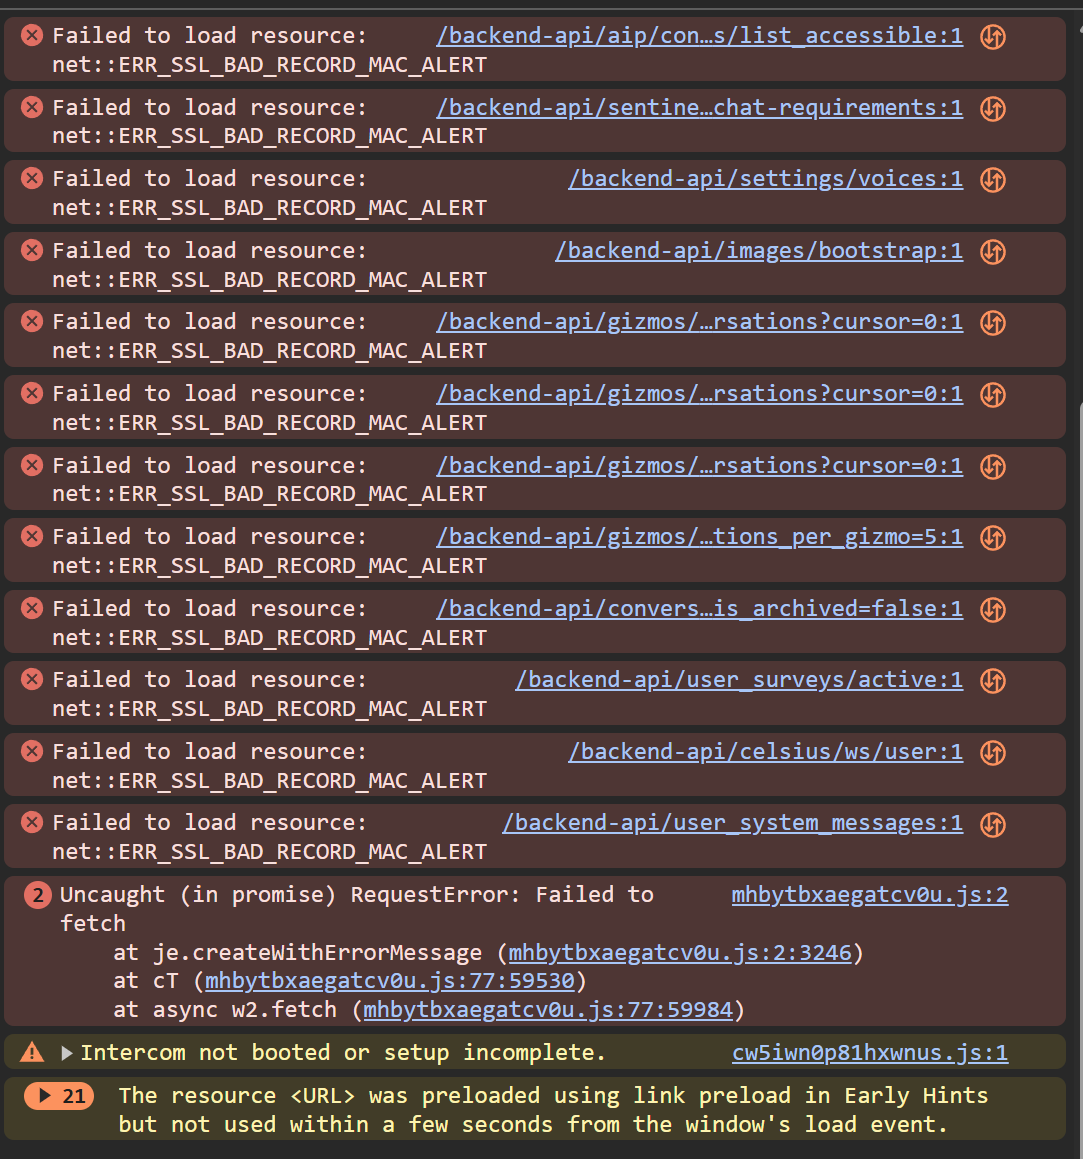 Failed to load resource: /backend-api/aip/con…s/list_accessible:1
net::ERR_SSL_BAD_RECORD_MAC_ALERT
Failed to load resource: /backend-api/sentine…chat-requirements:1
net::ERR_SSL_BAD_RECORD_MAC_ALERT
Failed to load resource: /backend-api/settings/voices:1
net::ERR_SSL_BAD_RECORD_MAC_ALERT
Failed to load resource: /backend-api/images/bootstrap:1
net::ERR_SSL_BAD_RECORD_MAC_ALERT
Failed to load resource: /backend-api/gizmos/…rsations?cursor=0:1
net::ERR_SSL_BAD_RECORD_MAC_ALERT
Failed to load resource: /backend-api/gizmos/…rsations?cursor=0:1
net::ERR_SSL_BAD_RECORD_MAC_ALERT
Failed to load resource: /backend-api/gizmos/…rsations?cursor=0:1
net::ERR_SSL_BAD_RECORD_MAC_ALERT
Failed to load resource: /backend-api/gizmos/…tions_per_gizmo=5:1
net::ERR_SSL_BAD_RECORD_MAC_ALERT
Failed to load resource: /backend-api/convers…is_archived=false:1
net::ERR_SSL_BAD_RECORD_MAC_ALERT
Failed to load resource: /backend-api/user_surveys/active:1
net::ERR_SSL_BAD_RECORD_MAC_ALERT
Failed to load resource: /backend-api/celsius/ws/user:1
net::ERR_SSL_BAD_RECORD_MAC_ALERT
Failed to load resource: /backend-api/user_system_messages:1
net::ERR_SSL_BAD_RECORD_MAC_ALERT
2 Uncaught (in promise) RequestError: Failed to mhbytbxaegatcv0u.js:2
fetch
at je.createWithErrorMessage (mhbytbxaegatcv0u.js:2:3246)
at cT (mhbytbxaegatcv0u.js:77:59530)
at async w2.fetch (mhbytbxaegatcv0u.js:77:59984)
Intercom not booted or setup incomplete. cw5iwn0p81hxwnus.js:1
21 The resource <URL> was preloaded using link preload in Early Hints
but not used within a few seconds from the window's load event.